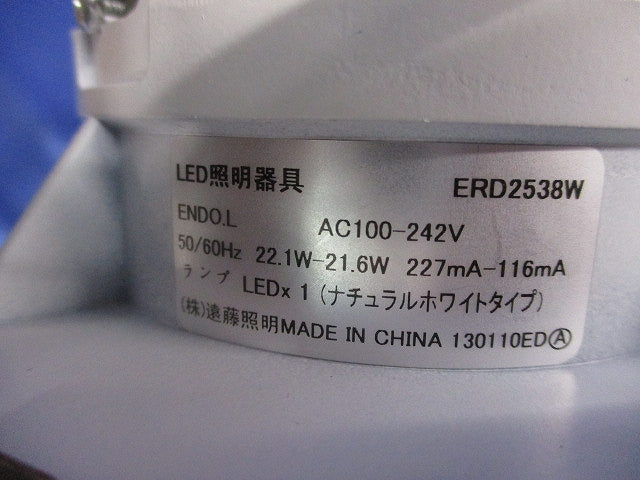 LED照明器具 ERD2538W
ENDO.L AC100-242V
50/60Hz 22.1W-21.6W 227mA-116mA
ランプ LED×1 (ナチュラルホワイトタイプ)
(株)遠藤照明MADE IN CHINA 130110EDⒶ